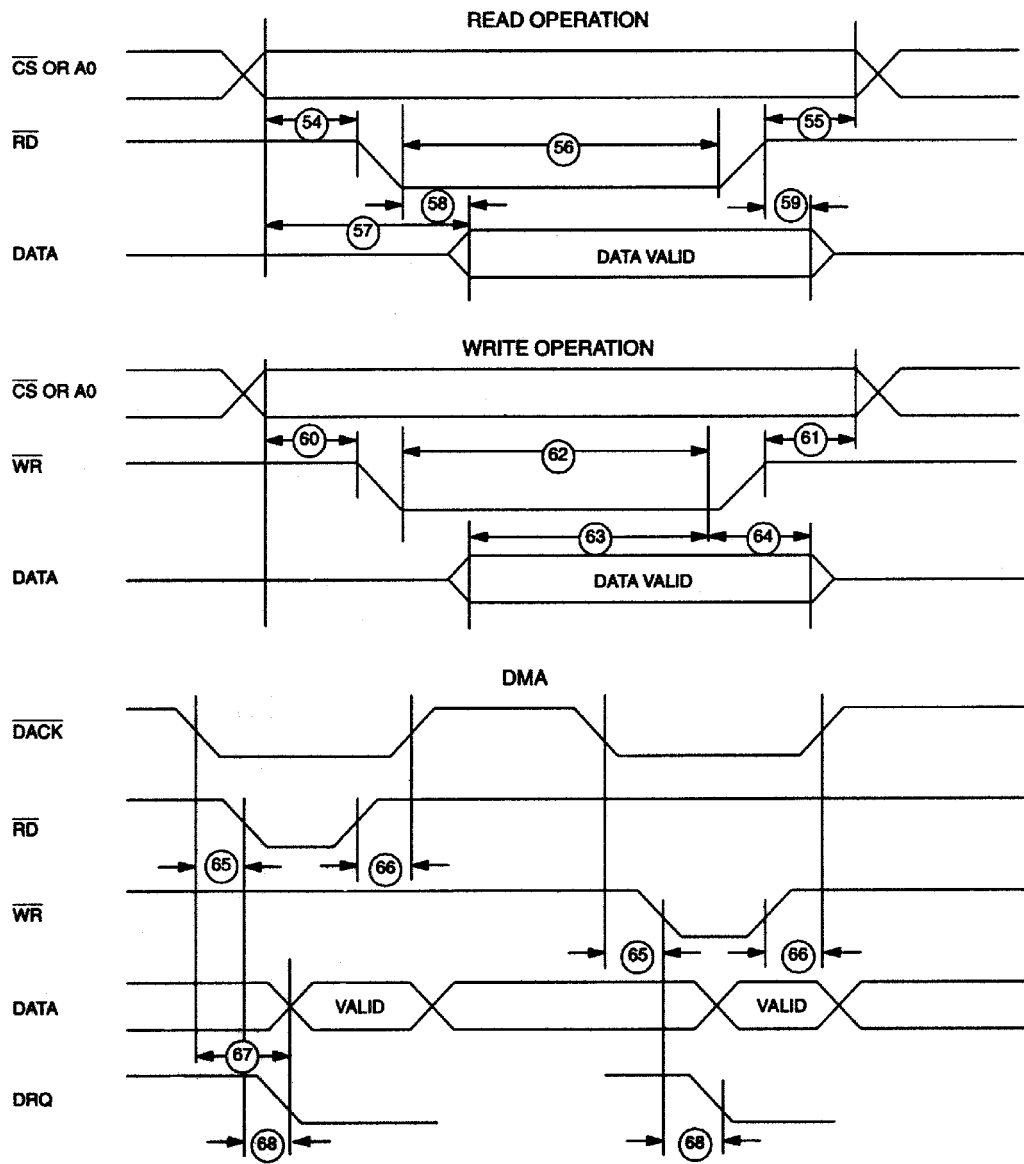 READ OPERATION
CS OR A0
54
55
RD
56
58
59
57
DATA
DATA VALID
WRITE OPERATION
CS OR A0
60
61
WR
62
63
64
DATA
DATA VALID
DMA
DACK
RD
65
66
WR
65
66
DATA
VALID
VALID
67
DRQ
68
68